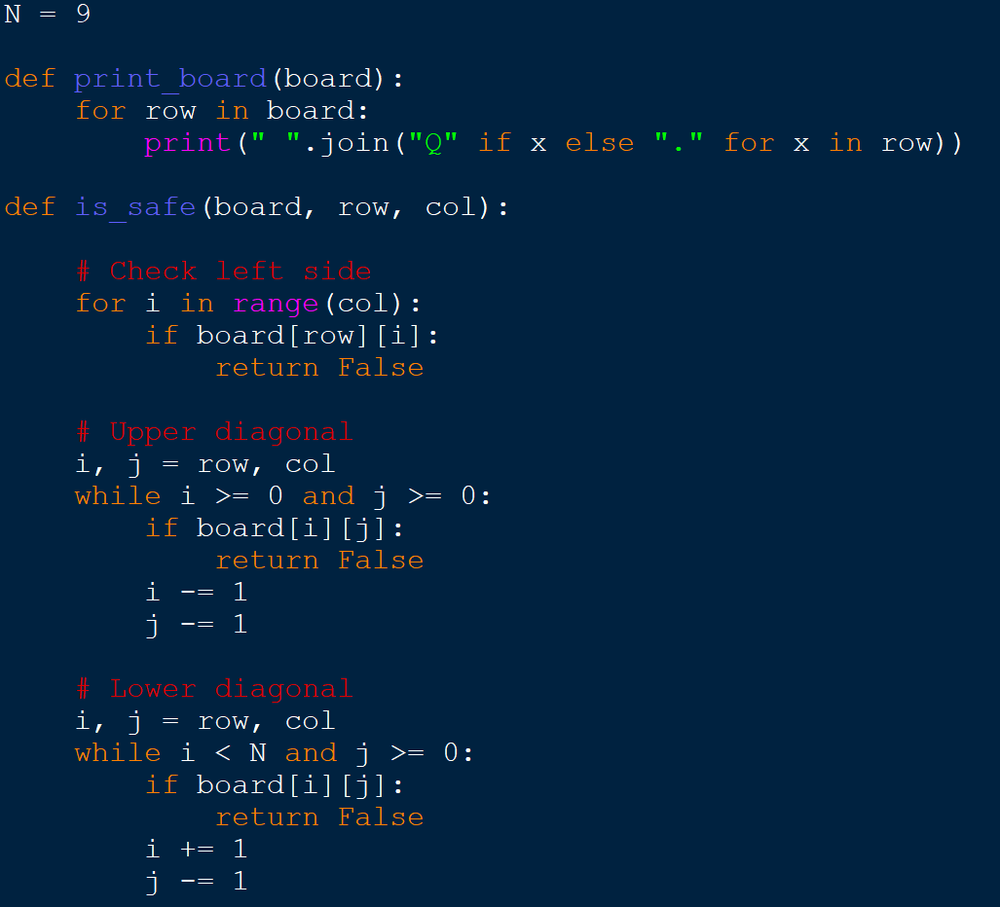 N = 9
def print_board(board):
    for row in board:
        print(" ".join("Q" if x else "." for x in row))
def is_safe(board, row, col):
    # Check left side
    for i in range(col):
        if board[row][i]:
            return False
    # Upper diagonal
    i, j = row, col
    while i >= 0 and j >= 0:
        if board[i][j]:
            return False
        i -= 1
        j -= 1
    # Lower diagonal
    i, j = row, col
    while i < N and j >= 0:
        if board[i][j]:
            return False
        i += 1
        j -= 1